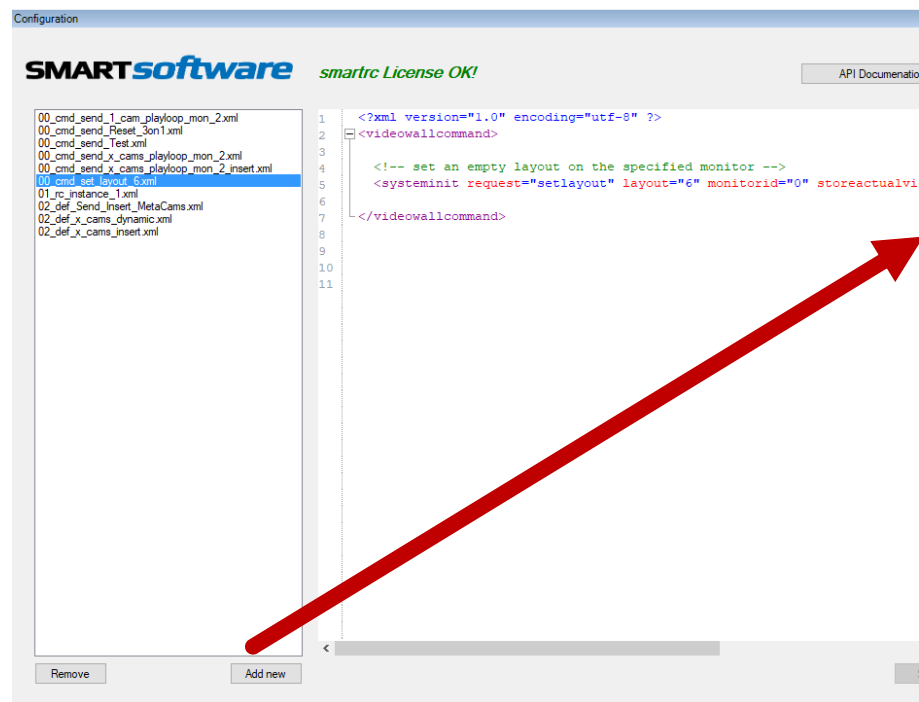 Configuration
SMARTsoftware
smartrc License OK!
API Documenatio
00_cmd_send_1_cam_playloop_mon_2.xml
00_cmd_send_Reset_3on1.xml
00_cmd_send_Test.xml
00_cmd_send_x_cams_playloop_mon_2.xml
00_cmd_send_x_cams_playloop_mon_2_insert.xml
00_cmd_set_layout_6.xml
01_rc_instance_1.xml
02_def_Send_Insert_MetaCams.xml
02_def_x_cams_dynamic.xml
02_def_x_cams_insert.xml
1 <?xml version="1.0" encoding="utf-8" ?>
2 <videowallcommand>
3
4 <!-- set an empty layout on the specified monitor -->
5 <systeminit request="setlayout" layout="6" monitorid="0" storeactualvi
6
7 </videowallcommand>
8
9
10
11
Remove
Add new